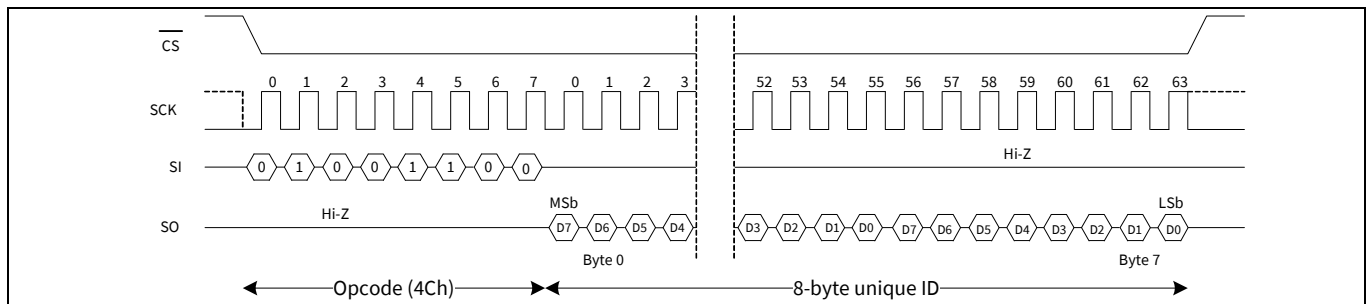 CS
0 1 2 3 4 5 6 7 0 1 2 3 52 53 54 55 56 57 58 59 60 61 62 63
SCK
Hi-Z
SI 0 1 0 0 1 1 0 0
MSb LSb
Hi-Z
SO D7 D6 D5 D4 D3 D2 D1 D0 D7 D6 D5 D4 D3 D2 D1 D0
Byte 0 Byte 7
Opcode (4Ch) 8-byte unique ID